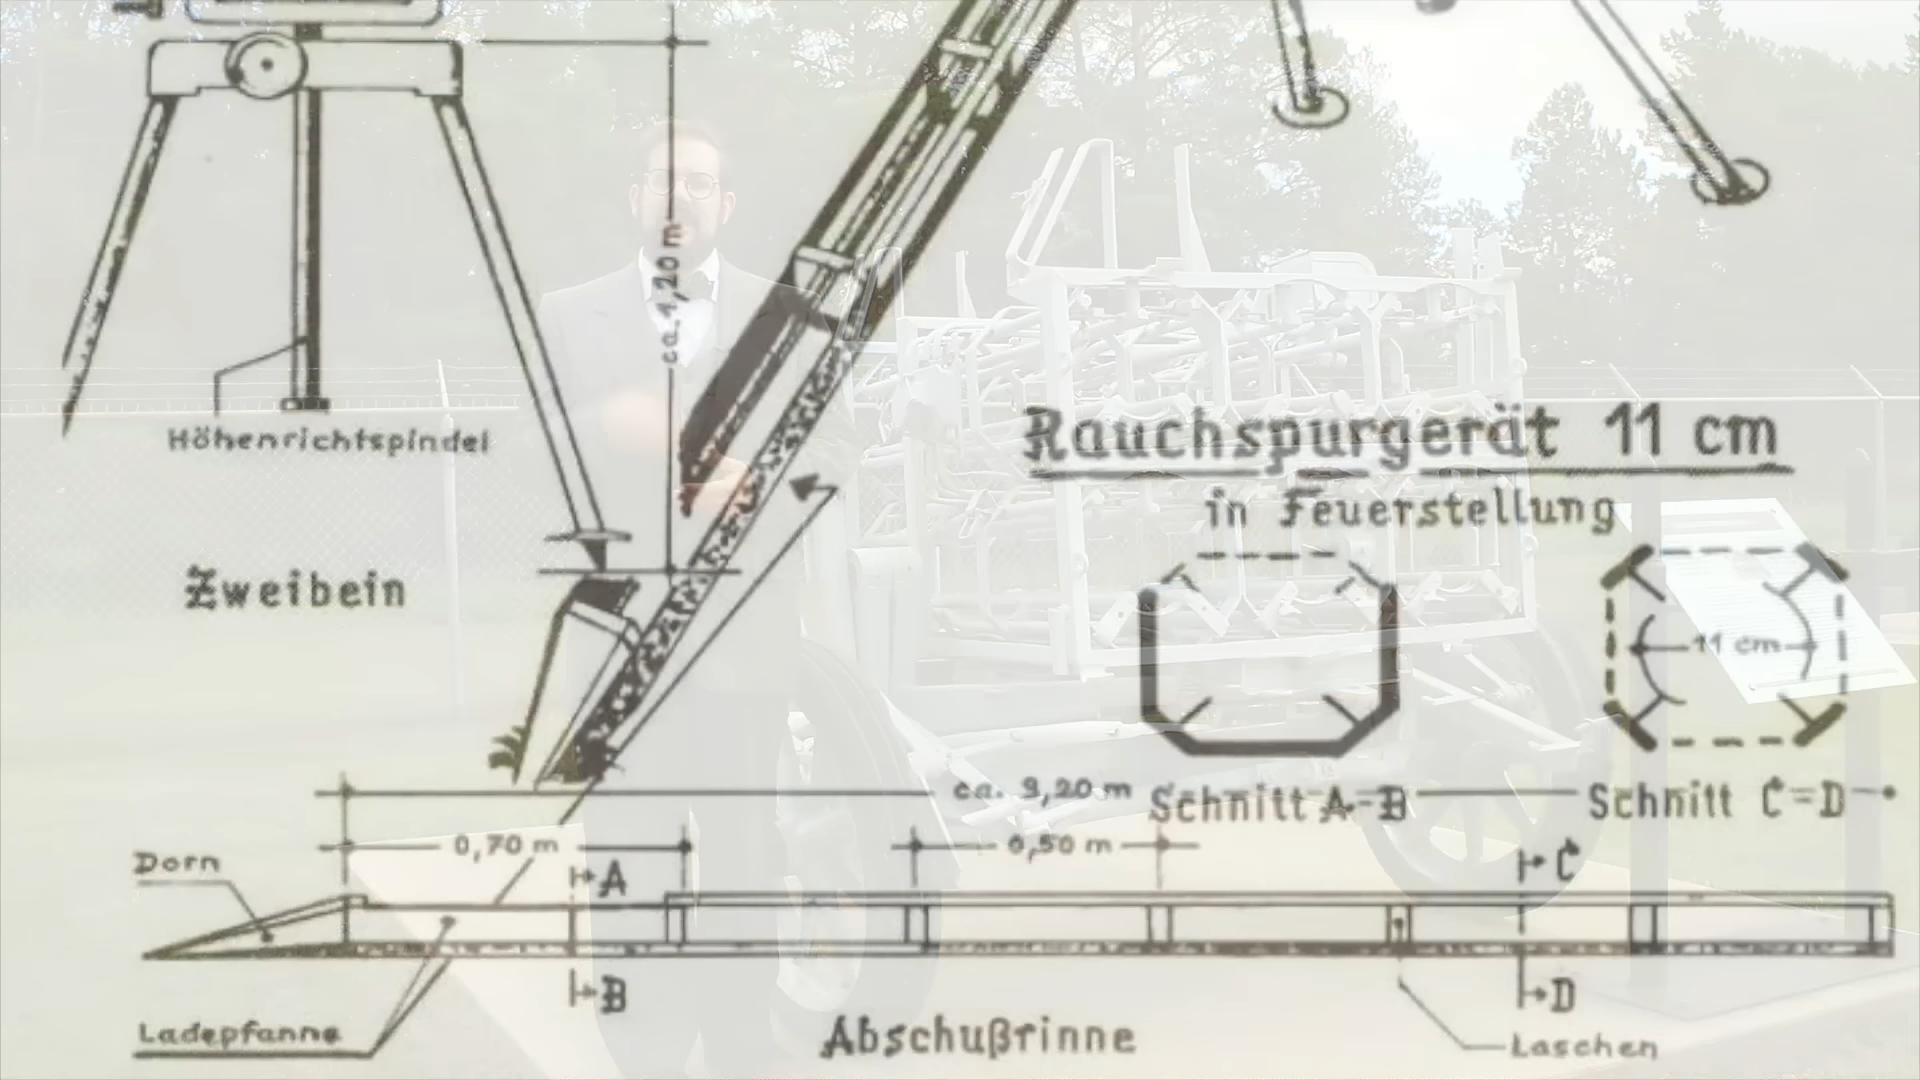 ca. 1,20 m
Höhenrichtspindel
Rauchspurgerät 11 cm
in Feuerstellung
Zweibein
11 cm
ca. 3,20 m
Schnitt A-B
Schnitt C-D
0,70 m
0,50 m
Dorn
A
C
B
D
Ladepfanne
Abschußrinne
Laschen